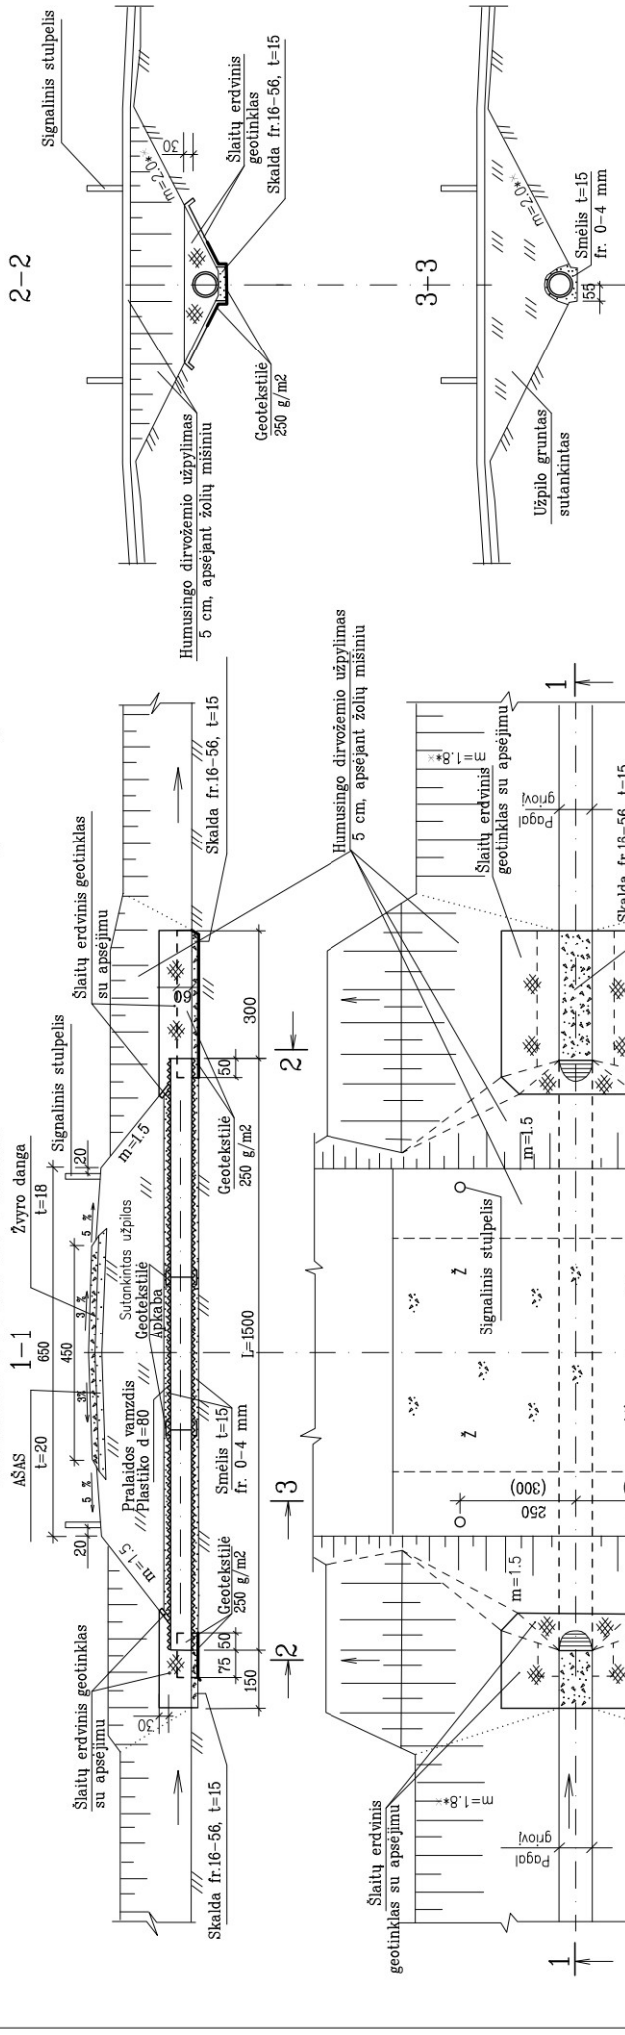 1-1
AŠAS
t=20
650
450
Žvyro danga
t=18
Signalinis stulpelis
20
20
5 %
3%
3 %
5 %
Šlaitų erdvinis geotinklas
su apsėjimu
Šlaitų erdvinis geotinklas
su apsėjimu
m=1.5
m=1.5
Pralaidos vamzdis
Plastiko d=80
Sutankintas užpilas
Geotekstilė
Apkaba
30
60
75
50
150
Geotekstilė
250 g/m2
Smėlis t=15
fr. 0-4 mm
L=1500
50
300
Geotekstilė
250 g/m2
Skalda fr.16-56, t=15
Skalda fr.16-56, t=15
2
3
2
2-2
Signalinis stulpelis
m=2.0*
30
Šlaitų erdvinis
geotinklas
Skalda fr.16-56, t=15
Geotekstilė
250 g/m2
Humusingo dirvožemio užpylimas
5 cm, apsėjant žolių mišiniu
3-3
m=2.0*
Smėlis t=15
fr. 0-4 mm
55
Užpilo gruntas
sutankintas
Humusingo dirvožemio užpylimas
5 cm, apsėjant žolių mišiniu
Šlaitų erdvinis
geotinklas su apsėjimu
m=1.8*
Pagal
griovį
1
m=1.5
250
(300)
Ž
Ž
Signalinis stulpelis
m=1.5
Šlaitų erdvinis
geotinklas su apsėjimu
m=1.8*
Pagal
griovį
1
Skalda fr.16-56, t=15